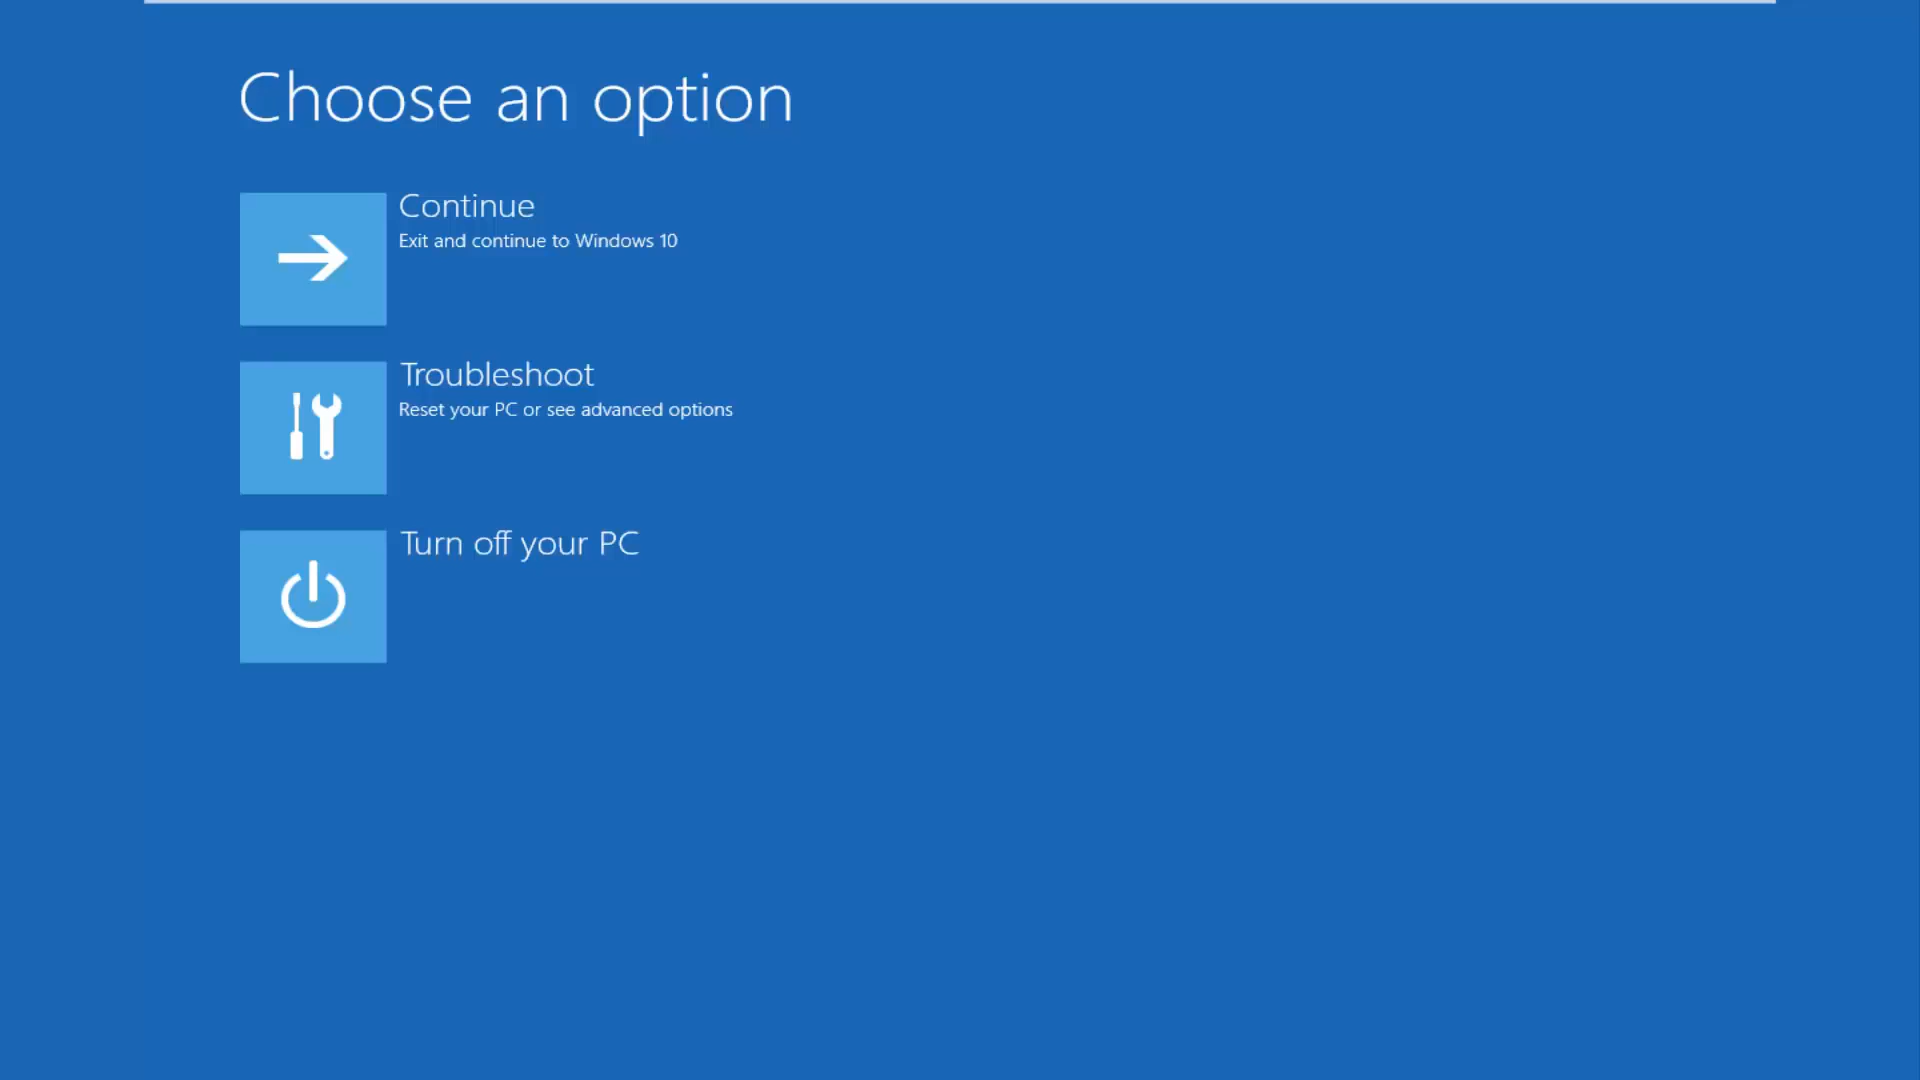 Choose an option
Continue
Exit and continue to Windows 10
Troubleshoot
Reset your PC or see advanced options
Turn off your PC